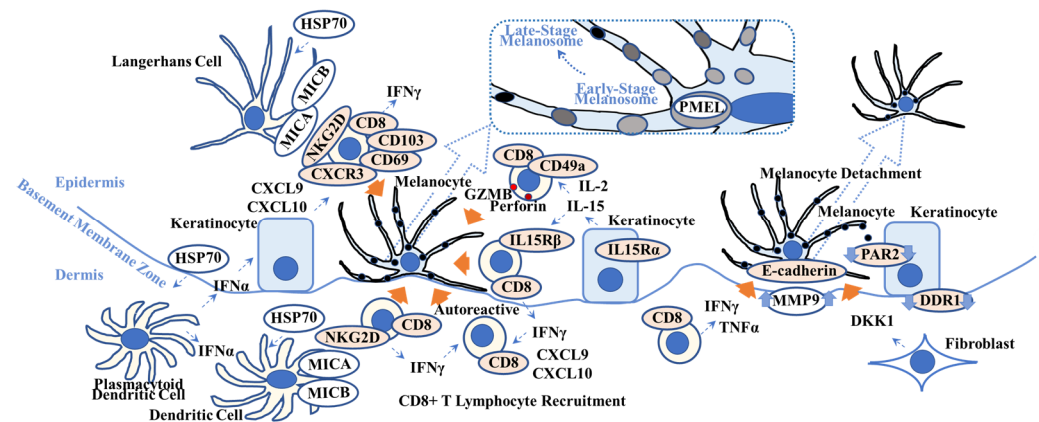 HSP70
Langerhans Cell
MICB
MICA
NKG2D
CD8
IFNγ
CD103
CD69
CXCR3
Late-Stage
Melanosome
Early-Stage
Melanosome
PMEL
Epidermis
Basement Membrane Zone
Dermis
CXCL9
CXCL10
Keratinocyte
Melanocyte
CD8
CD49a
GZMB
Perforin
IL-2
IL-15
Keratinocyte
IL15Rβ
IL15Rα
CD8
Melanocyte Detachment
Melanocyte
Keratinocyte
PAR2
E-cadherin
MMP9
DDR1
HSP70
IFNα
IFNα
HSP70
NKG2D
CD8
Autoreactive
IFNγ
IFNγ
CD8
CXCL9
CXCL10
CD8
IFNγ
TNFα
DKK1
Fibroblast
Plasmacytoid
Dendritic Cell
MICA
MICB
Dendritic Cell
CD8+ T Lymphocyte Recruitment